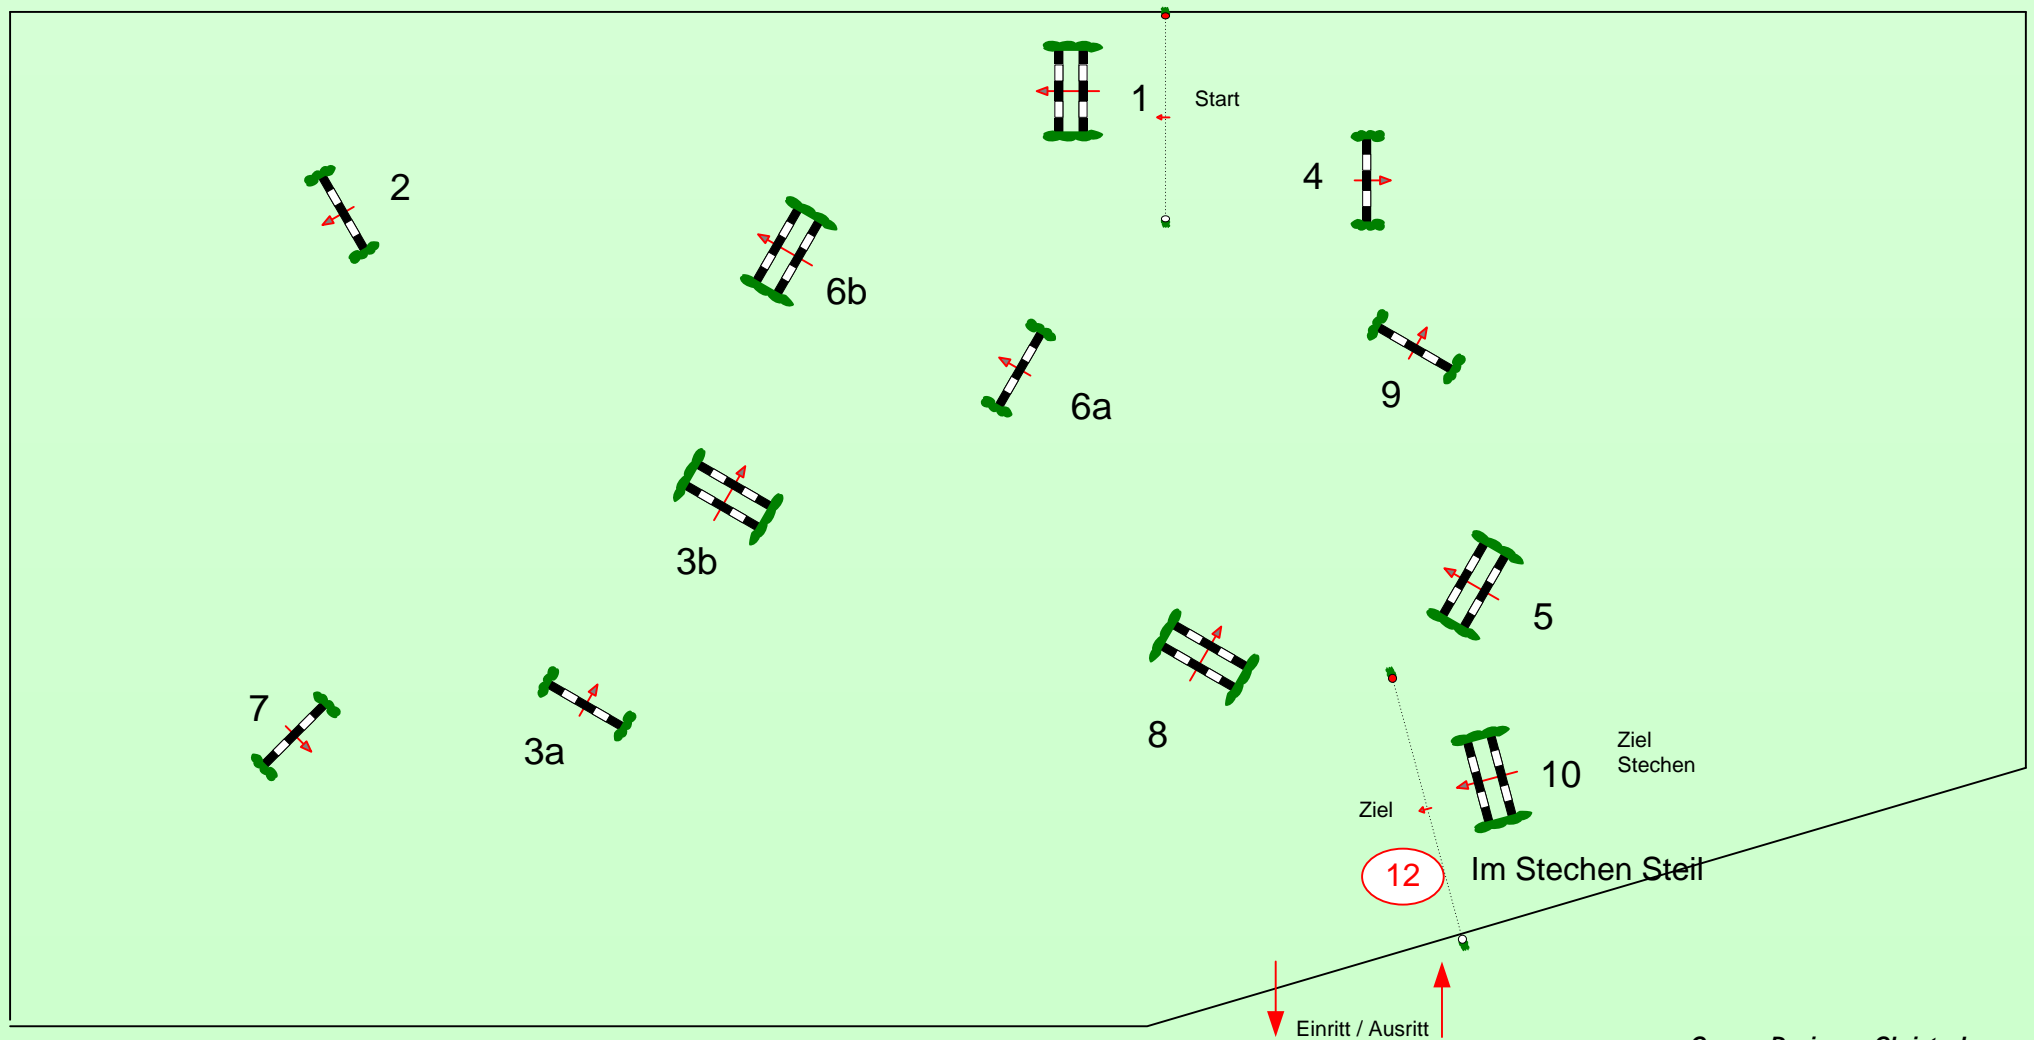 1
Start
4
2
6b
9
6a
3b
5
7
3a
8
Ziel
Stechen
10
Ziel
12
Im Stechen Steil
Einritt / Ausritt